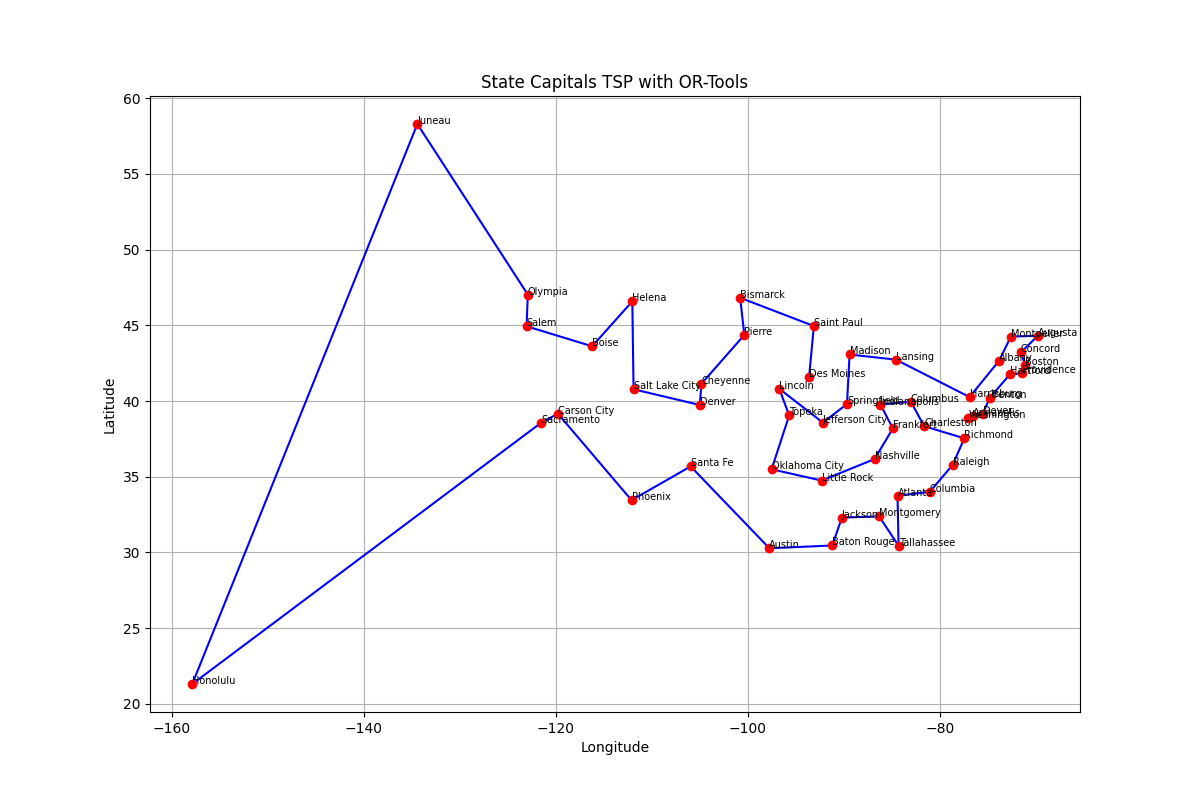 State Capitals TSP with OR-Tools
60
55
50
45
40
35
30
25
20
Latitude
−160
−140
−120
−100
−80
Longitude
Juneau
Olympia
Salem
Boise
Helena
Salt Lake City
Cheyenne
Denver
Bismarck
Pierre
Saint Paul
Des Moines
Madison
Lansing
Lincoln
Topeka
Jefferson City
Springfield
Indianapolis
Columbus
Charleston
Frankfort
Nashville
Oklahoma City
Little Rock
Richmond
Raleigh
Columbia
Atlanta
Montgomery
Jackson
Baton Rouge
Tallahassee
Austin
Santa Fe
Phoenix
Carson City
Sacramento
Honolulu
Montpelier
Augusta
Concord
Boston
Providence
Hartford
Albany
Harrisburg
Trenton
Dover
Annapolis
Washington